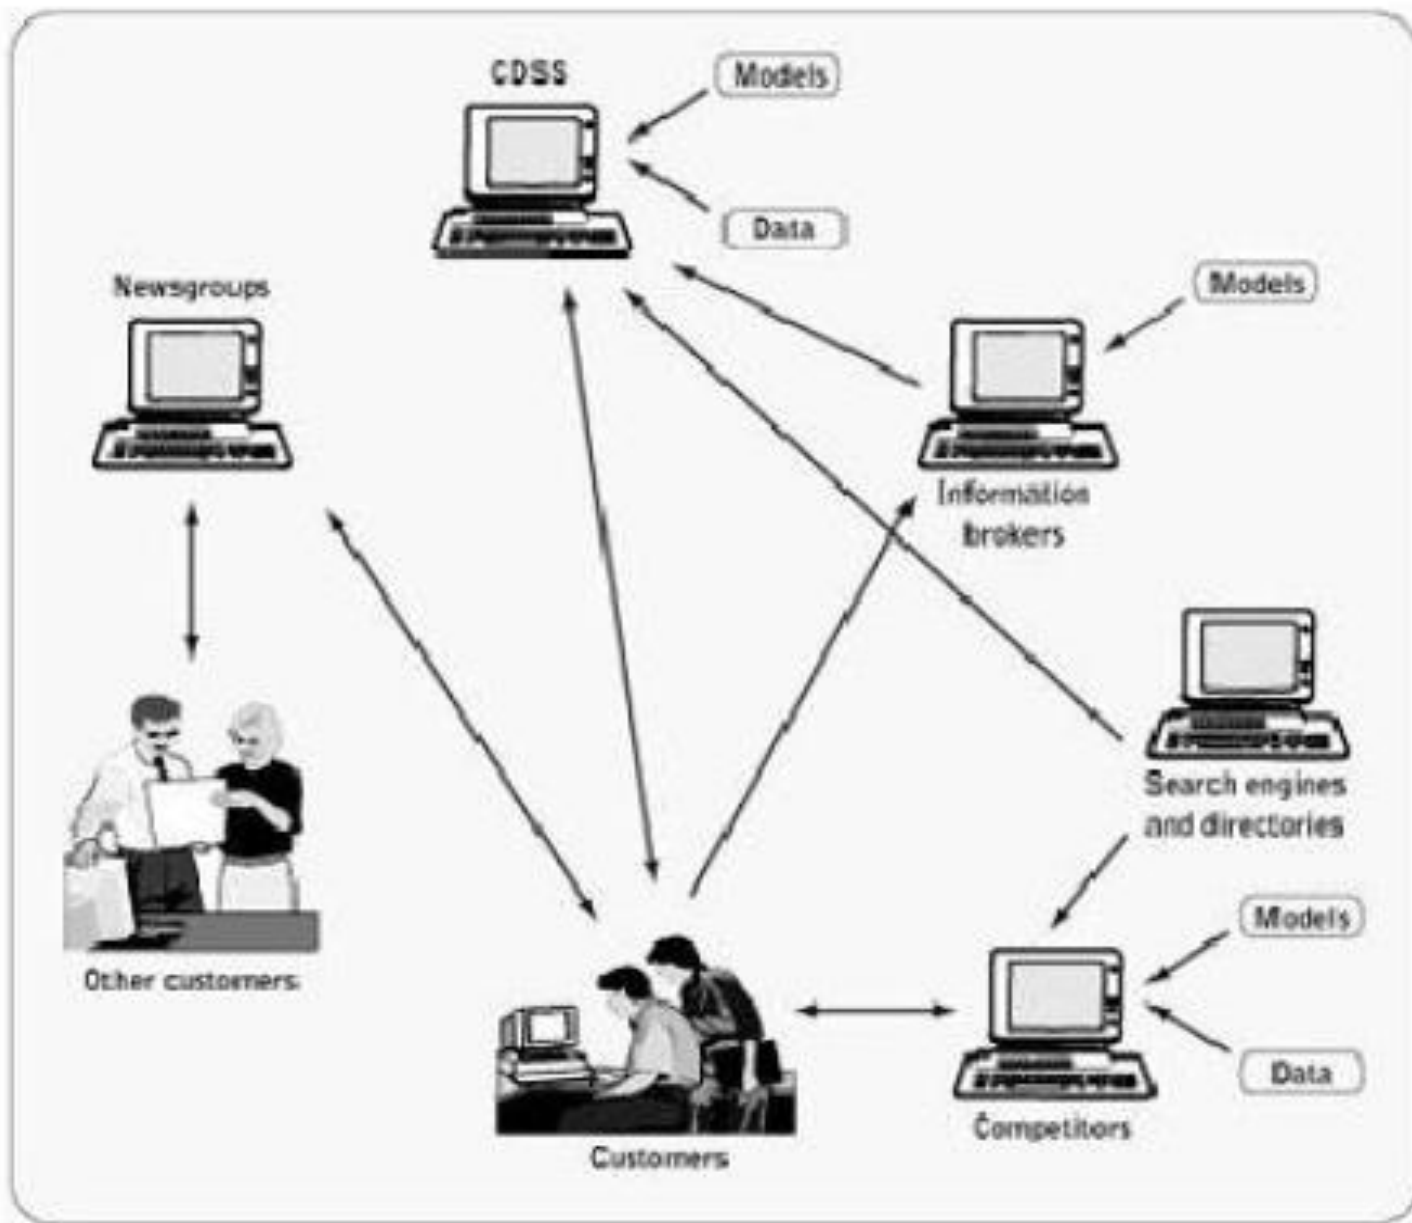 CDSS
Models
Data
Newsgroups
Models
Information
brokers
Search engines
and directories
Models
Other customers
Data
Competitors
Customers